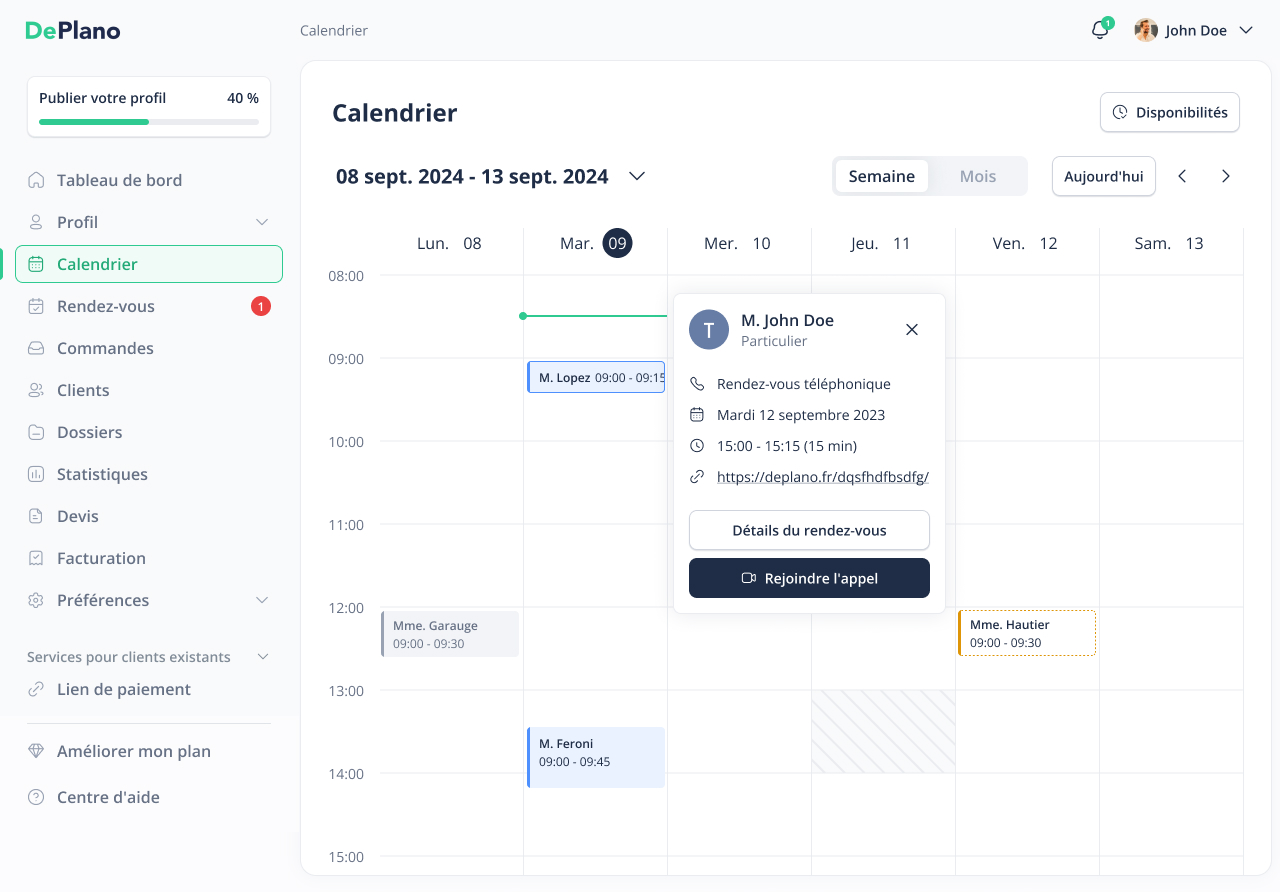 DePlano
Calendrier
1
John Doe
Publier votre profil 40 %
Tableau de bord
Profil
Calendrier
Rendez-vous 1
Commandes
Clients
Dossiers
Statistiques
Devis
Facturation
Préférences
Services pour clients existants
Lien de paiement
Améliorer mon plan
Centre d'aide
Calendrier
Disponibilités
08 sept. 2024 - 13 sept. 2024
Semaine Mois
Aujourd'hui
Lun. 08 Mar. 09 Mer. 10 Jeu. 11 Ven. 12 Sam. 13
08:00
09:00
10:00
11:00
12:00
13:00
14:00
15:00
M. Lopez 09:00 - 09:15
T
M. John Doe
Particulier
Rendez-vous téléphonique
Mardi 12 septembre 2023
15:00 - 15:15 (15 min)
https://deplano.fr/dqsfhdfbsdfg/
Détails du rendez-vous
Rejoindre l'appel
Mme. Garauge
09:00 - 09:30
Mme. Hautier
09:00 - 09:30
M. Feroni
09:00 - 09:45